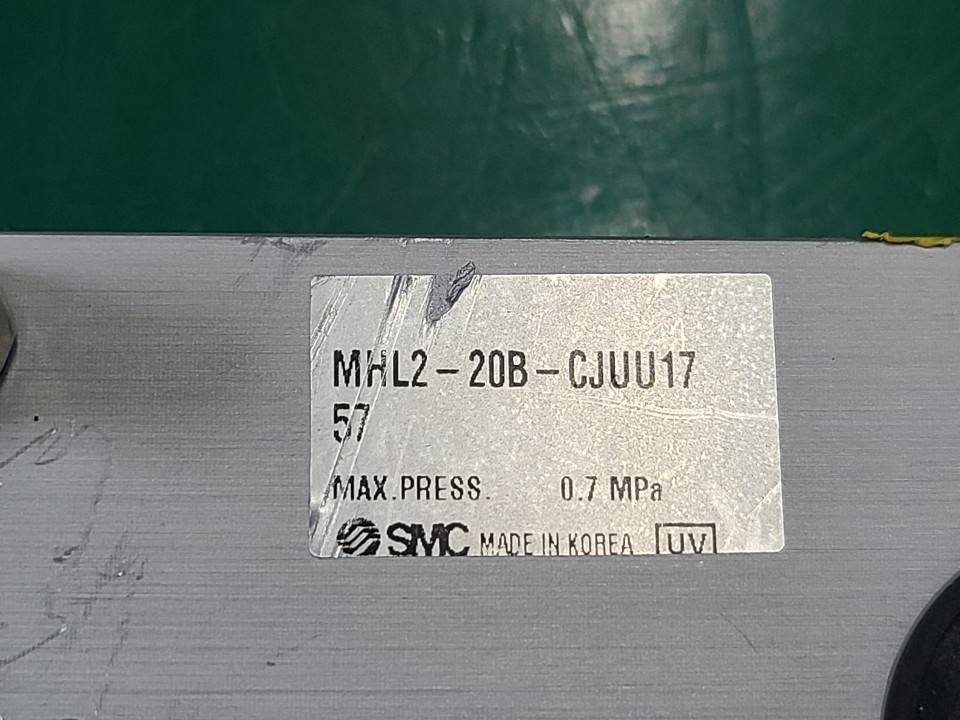 MHL2-20B-CJUU17
57
MAX.PRESS. 0.7 MPa
SMC MADE IN KOREA UV